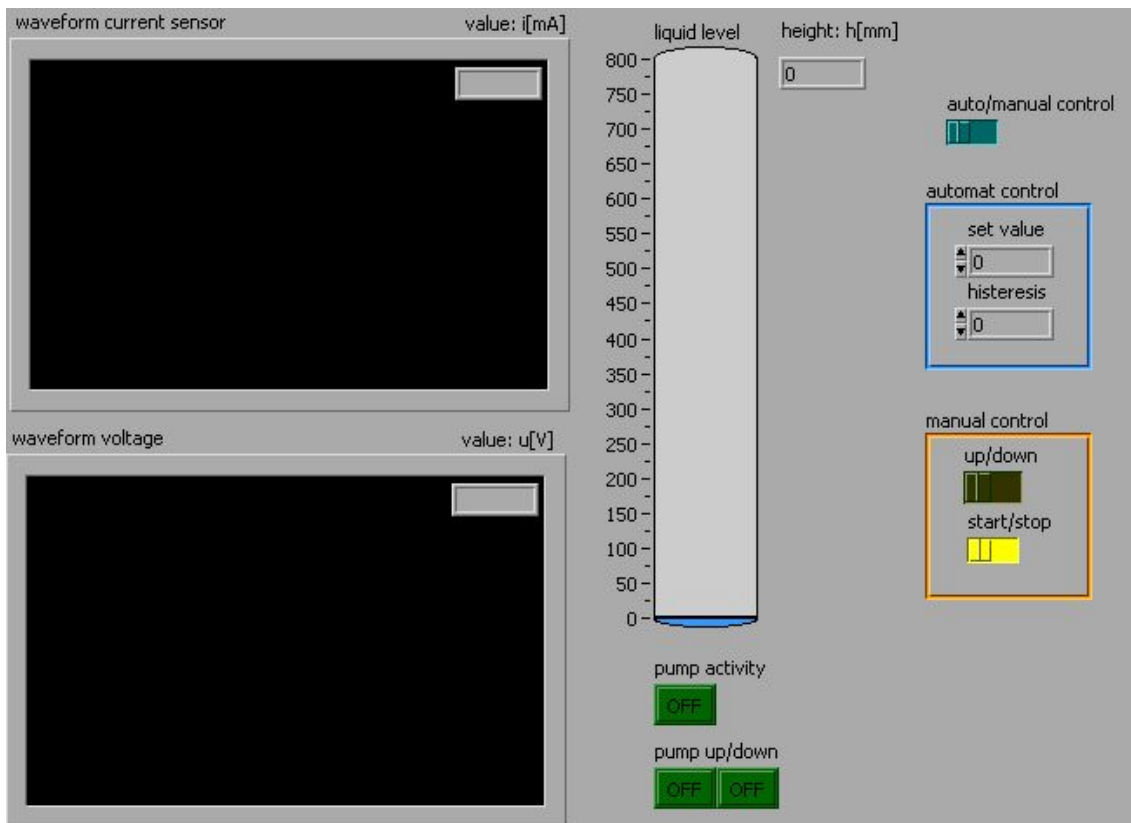 waveform current sensor
value: i[mA]
waveform voltage
value: u[V]
liquid level
height: h[mm]
0
800
750
700
650
600
550
500
450
400
350
300
250
200
150
100
50
0
pump activity
OFF
pump up/down
OFF OFF
auto/manual control
automat control
set value
0
histeresis
0
manual control
up/down
start/stop